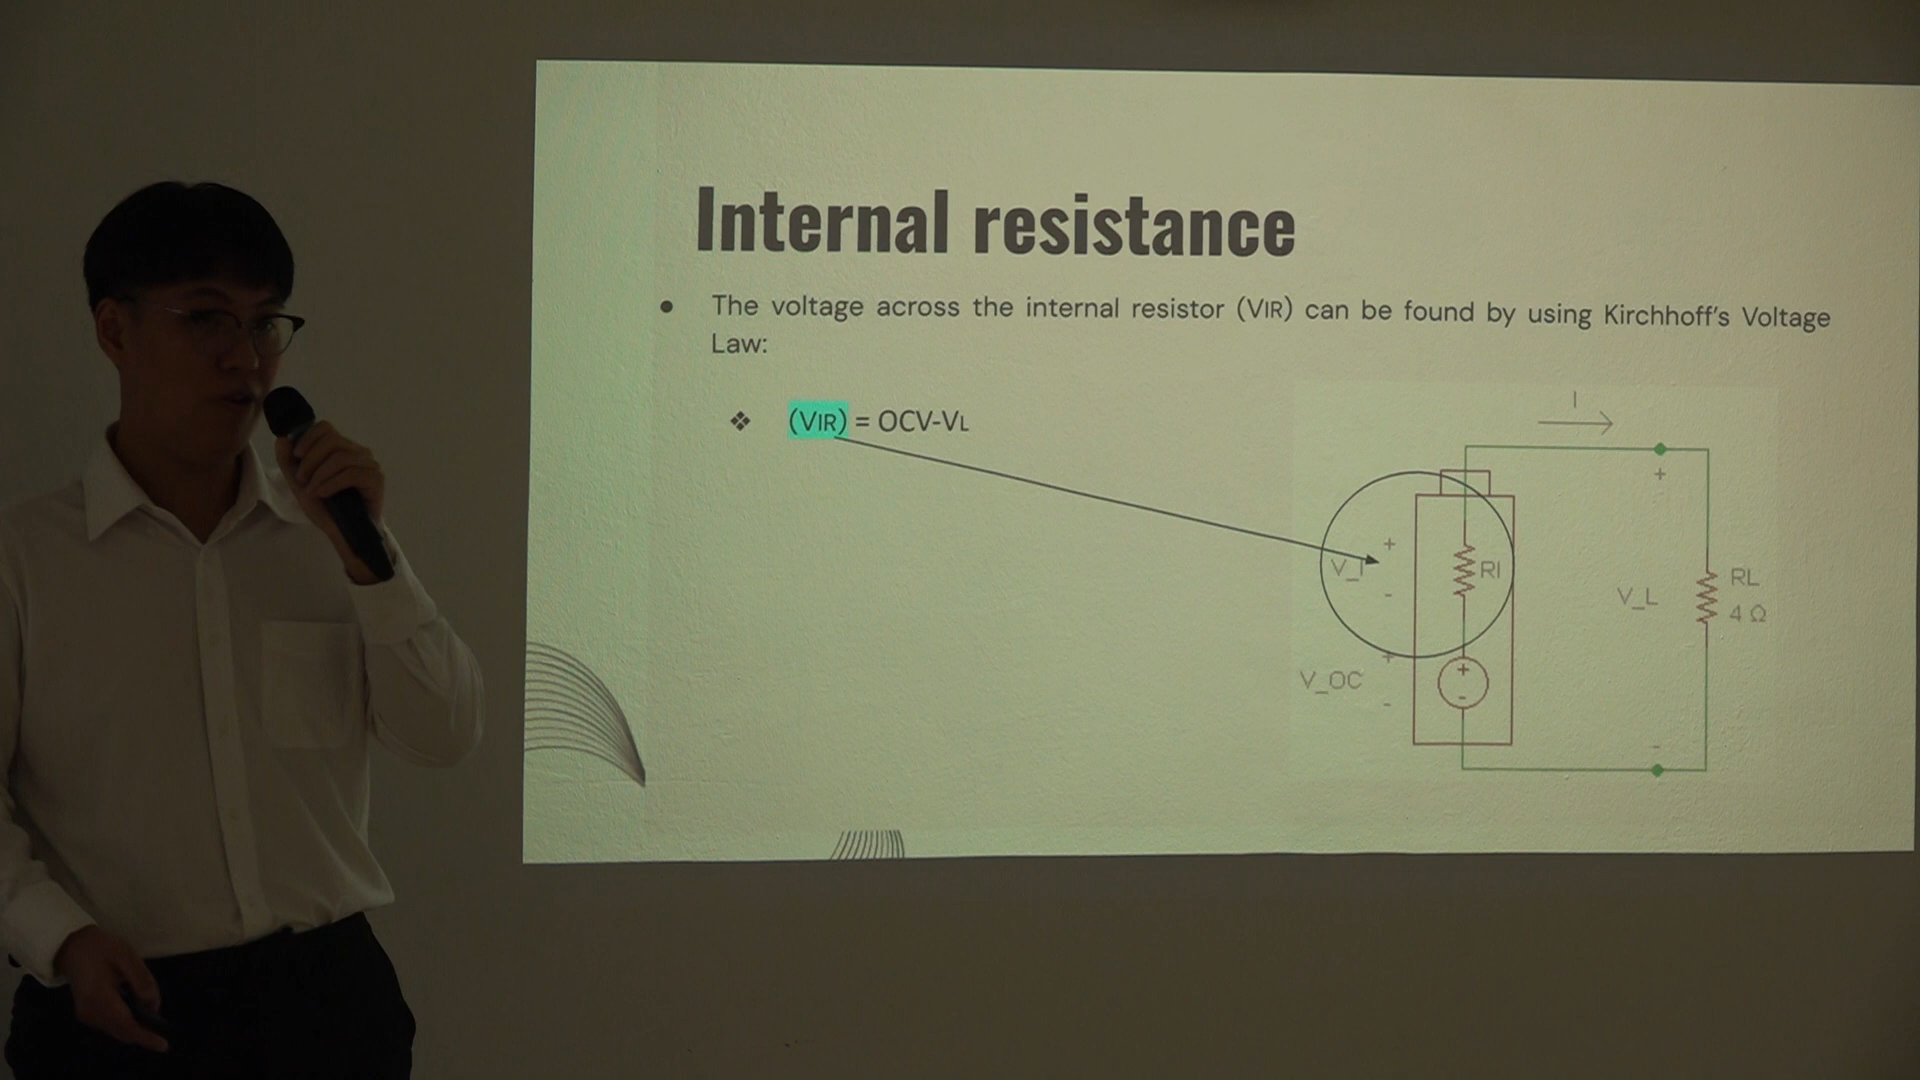 Internal resistance
● The voltage across the internal resistor (VIR) can be found by using Kirchhoff's Voltage
Law:
❖ (VIR) = OCV-VL
I
+
+
V_I
RI
-
V_L
RL
4 Ω
+
V_OC
+
-
-
-